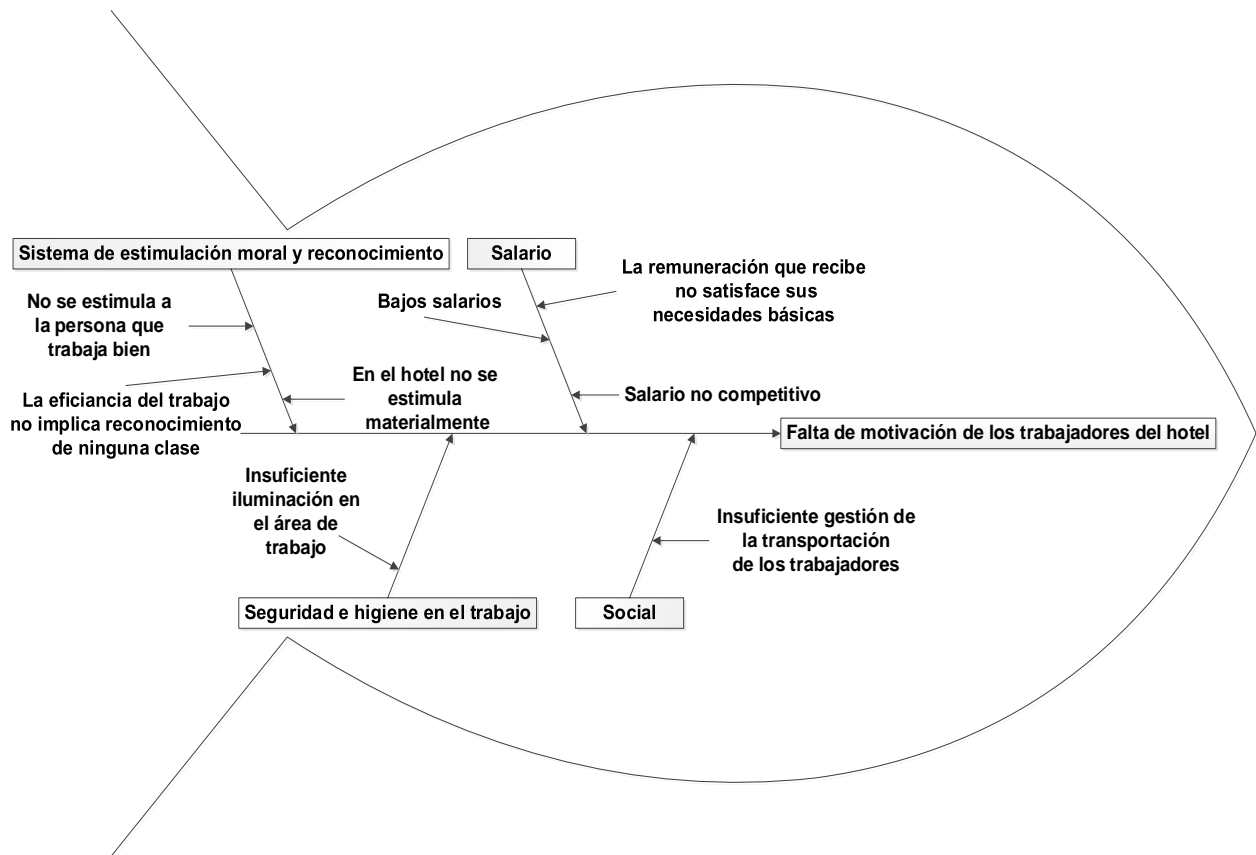 Sistema de estimulación moral y reconocimiento
Salario
No se estimula a
la persona que
trabaja bien
La eficiancia del trabajo
no implica reconocimiento
de ninguna clase
En el hotel no se
estimula
materialmente
Bajos salarios
La remuneración que recibe
no satisface sus
necesidades básicas
Salario no competitivo
Falta de motivación de los trabajadores del hotel
Insuficiente
iluminación en
el área de
trabajo
Insuficiente gestión de
la transportación
de los trabajadores
Seguridad e higiene en el trabajo
Social